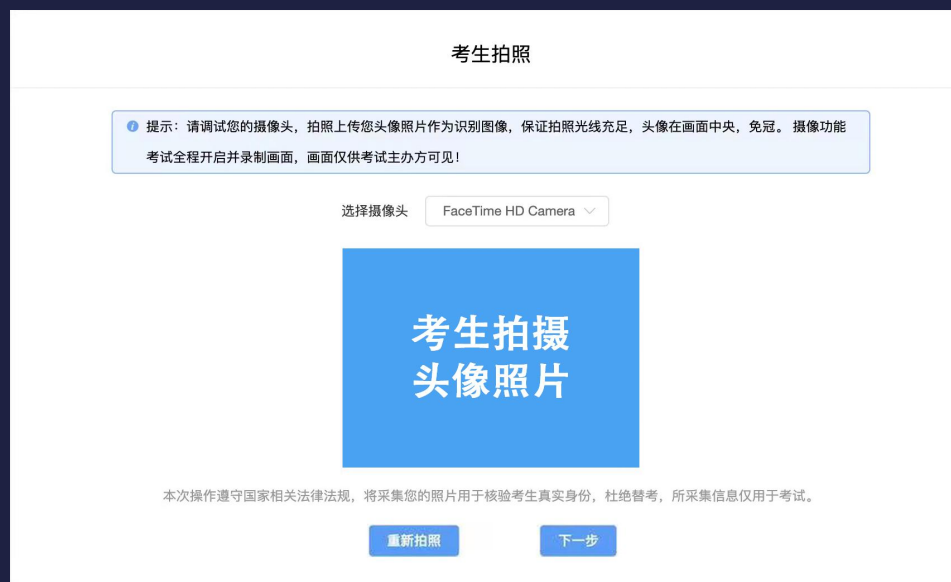 考生拍照
提示：请调试您的摄像头，拍照上传您头像照片作为识别图像，保证拍照光线充足，头像在画面中央，免冠。 摄像功能
考试全程开启并录制画面，画面仅供考试主办方可见！
选择摄像头 FaceTime HD Camera
考生拍摄
头像照片
本次操作遵守国家相关法律法规，将采集您的照片用于核验考生真实身份，杜绝替考，所采集信息仅用于考试。
重新拍照 下一步